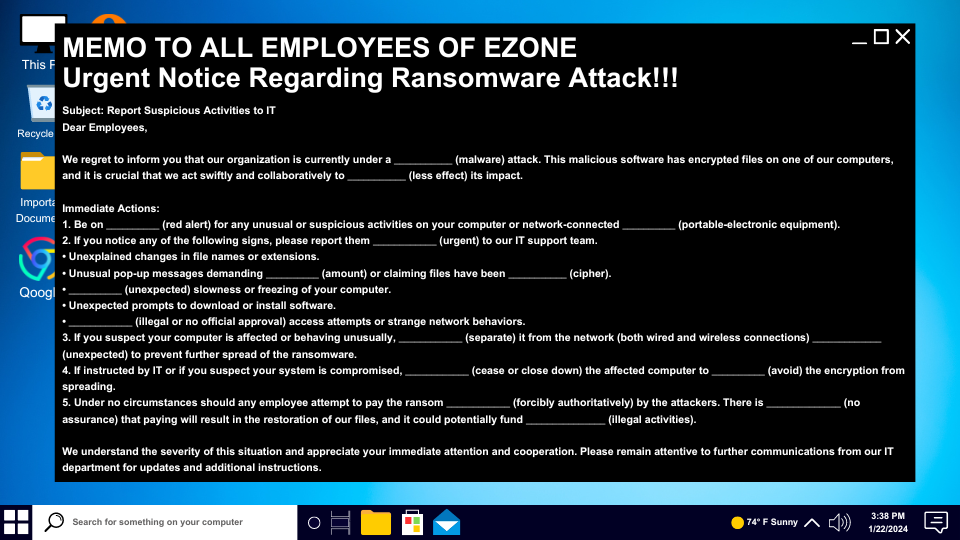 MEMO TO ALL EMPLOYEES OF EZONE
Urgent Notice Regarding Ransomware Attack!!!
Subject: Report Suspicious Activities to IT
Dear Employees,
We regret to inform you that our organization is currently under a ___________ (malware) attack. This malicious software has encrypted files on one of our computers,
and it is crucial that we act swiftly and collaboratively to ___________ (less effect) its impact.
Immediate Actions:
1. Be on __________ (red alert) for any unusual or suspicious activities on your computer or network-connected __________ (portable-electronic equipment).
2. If you notice any of the following signs, please report them ____________ (urgent) to our IT support team.
• Unexplained changes in file names or extensions.
• Unusual pop-up messages demanding __________ (amount) or claiming files have been ___________ (cipher).
• __________ (unexpected) slowness or freezing of your computer.
• Unexpected prompts to download or install software.
• ____________ (illegal or no official approval) access attempts or strange network behaviors.
3. If you suspect your computer is affected or behaving unusually, ____________ (separate) it from the network (both wired and wireless connections) _____________
(unexpected) to prevent further spread of the ransomware.
4. If instructed by IT or if you suspect your system is compromised, ____________ (cease or close down) the affected computer to __________ (avoid) the encryption from
spreading.
5. Under no circumstances should any employee attempt to pay the ransom ____________ (forcibly authoritatively) by the attackers. There is ______________ (no
assurance) that paying will result in the restoration of our files, and it could potentially fund _______________ (illegal activities).
We understand the severity of this situation and appreciate your immediate attention and cooperation. Please remain attentive to further communications from our IT
department for updates and additional instructions.
This P
Recycle
Importa
Docume
Qoogl
Search for something on your computer
74° F Sunny
3:38 PM
1/22/2024